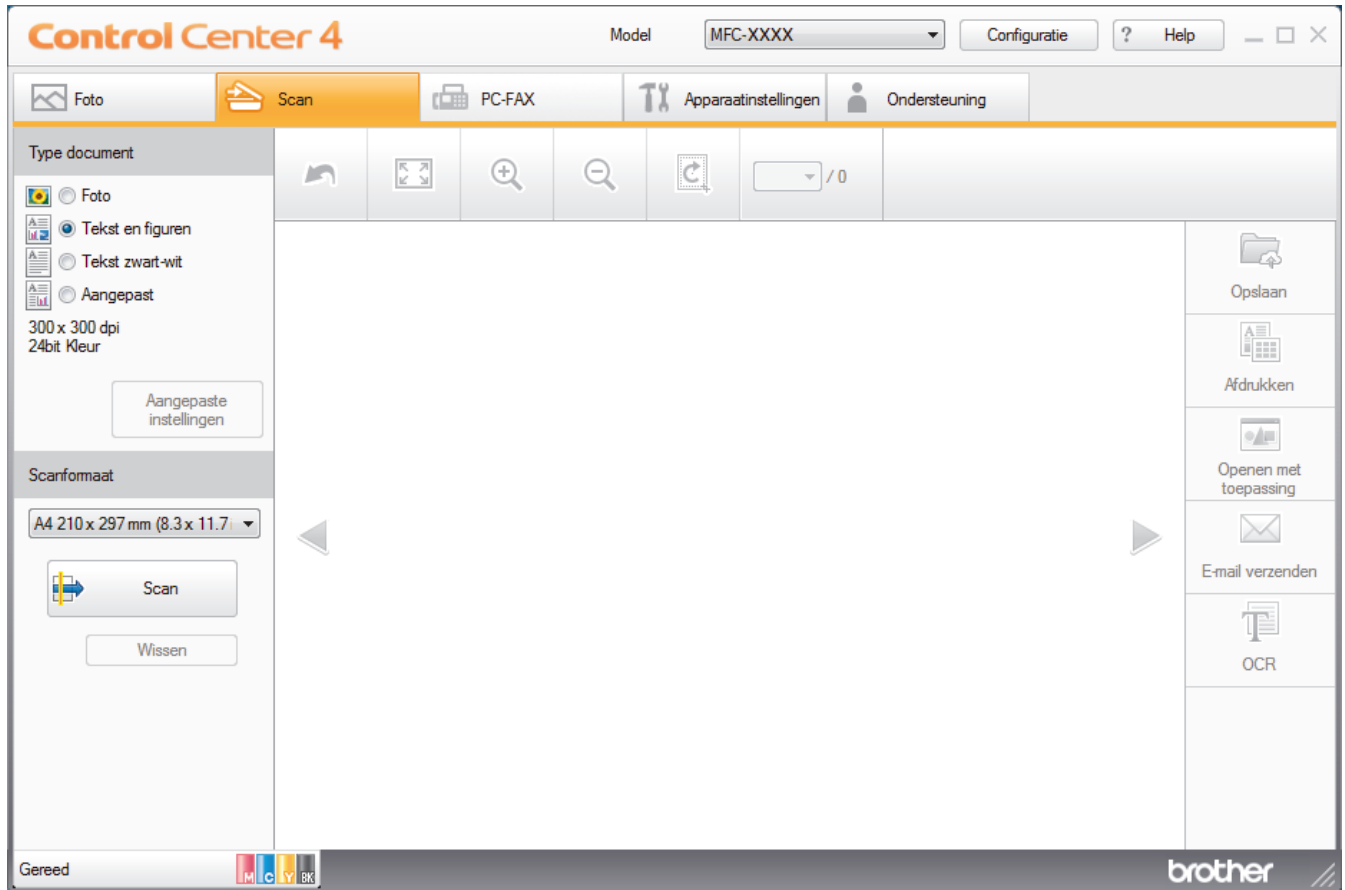 Control Center 4
Model
MFC-XXXX
Configuratie
? Help
Foto
Scan
PC-FAX
Apparaatinstellingen
Ondersteuning
Type document
Foto
Tekst en figuren
Tekst zwart-wit
Aangepast
300 x 300 dpi
24bit Kleur
Aangepaste
instellingen
Scanformaat
A4 210 x 297 mm (8.3 x 11.7
Scan
Wissen
/ 0
Opslaan
Afdrukken
Openen met
toepassing
E-mail verzenden
OCR
Gereed
M C Y BK
brother